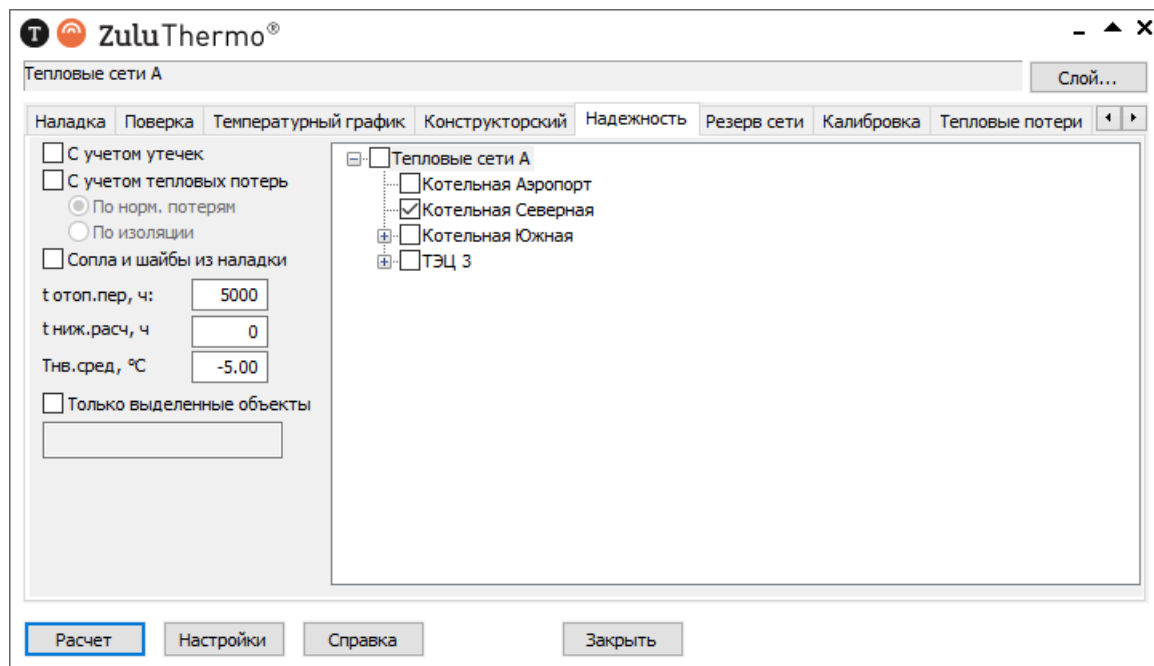 T ZuluThermo®
Тепловые сети А
Слой...
Наладка Поверка Температурный график Конструкторский Надежность Резерв сети Калибровка Тепловые потери
С учетом утечек
С учетом тепловых потерь
По норм. потерям
По изоляции
Сопла и шайбы из наладки
t отоп.пер, ч: 5000
t ниж.расч, ч 0
Tнв.сред, °C -5.00
Только выделенные объекты
Тепловые сети А
Котельная Аэропорт
Котельная Северная
Котельная Южная
ТЭЦ 3
Расчет Настройки Справка Закрыть